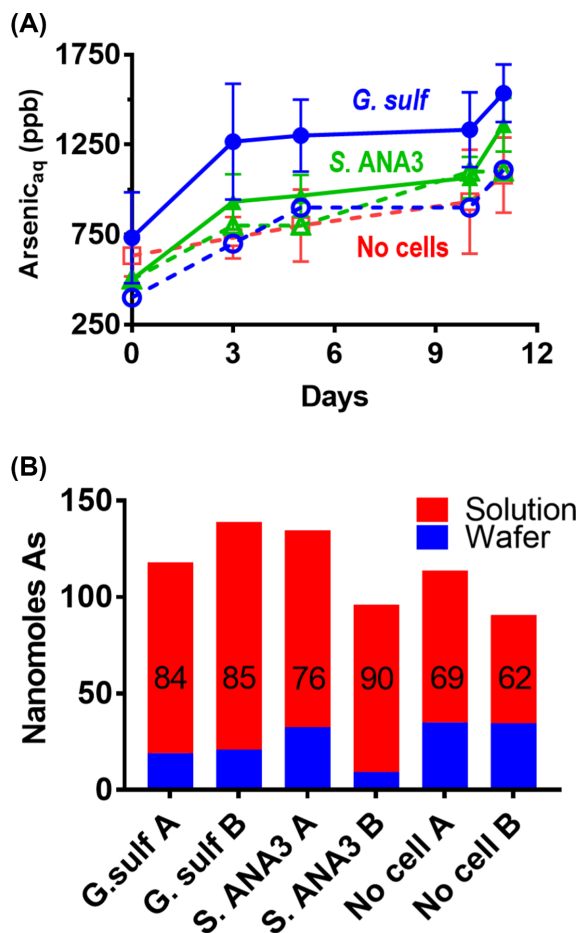 (A)
Arsenic_aq (ppb)
1750
1250
750
250
G. sulf
S. ANA3
No cells
0
3
6
9
12
Days
(B)
Nanomoles As
150
100
50
0
Solution
Wafer
84
85
76
90
69
62
G.sulf A
G. sulf B
S. ANA3 A
S. ANA3 B
No cell A
No cell B